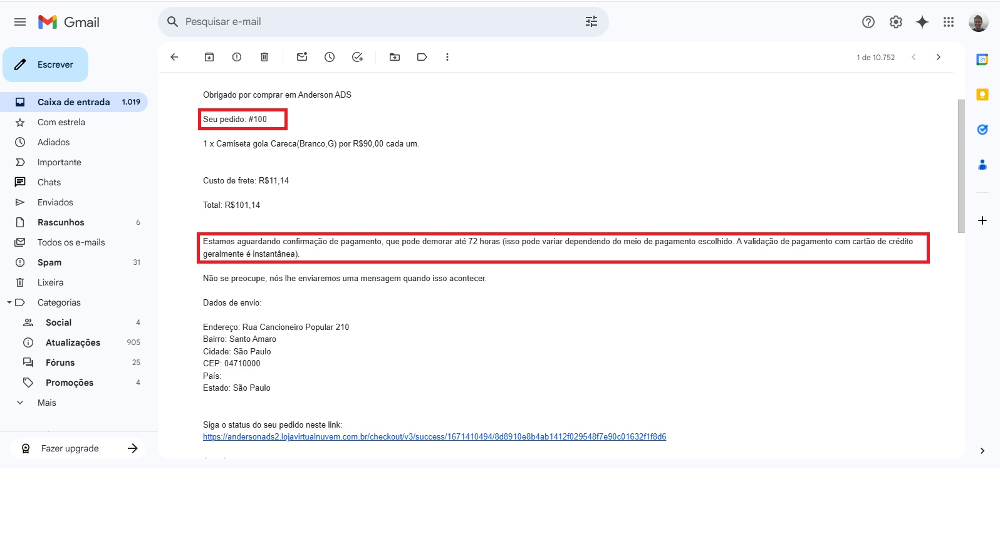 Gmail
Pesquisar e-mail
Escrever
1 de 10.752
Caixa de entrada 1.019
Com estrela
Adiados
Importante
Chats
Enviados
Rascunhos 6
Todos os e-mails
Spam 31
Lixeira
Categorias
Social 4
Atualizações 905
Fóruns 25
Promoções 4
Mais
Fazer upgrade
Obrigado por comprar em Anderson ADS
Seu pedido: #100
1 x Camiseta gola Careca(Branco,G) por R$90,00 cada um.
Custo de frete: R$11,14
Total: R$101,14
Estamos aguardando confirmação de pagamento, que pode demorar até 72 horas (isso pode variar dependendo do meio de pagamento escolhido. A validação de pagamento com cartão de crédito
geralmente é instantânea).
Não se preocupe, nós lhe enviaremos uma mensagem quando isso acontecer.
Dados de envio:
Endereço: Rua Cancioneiro Popular 210
Bairro: Santo Amaro
Cidade: São Paulo
CEP: 04710000
País:
Estado: São Paulo
Siga o status do seu pedido neste link:
https://andersonads2.lojavirtualnuvem.com.br/checkout/v3/success/1671410494/8d8910e8b4ab1412f029548f7e90c01632f1f8d6
31